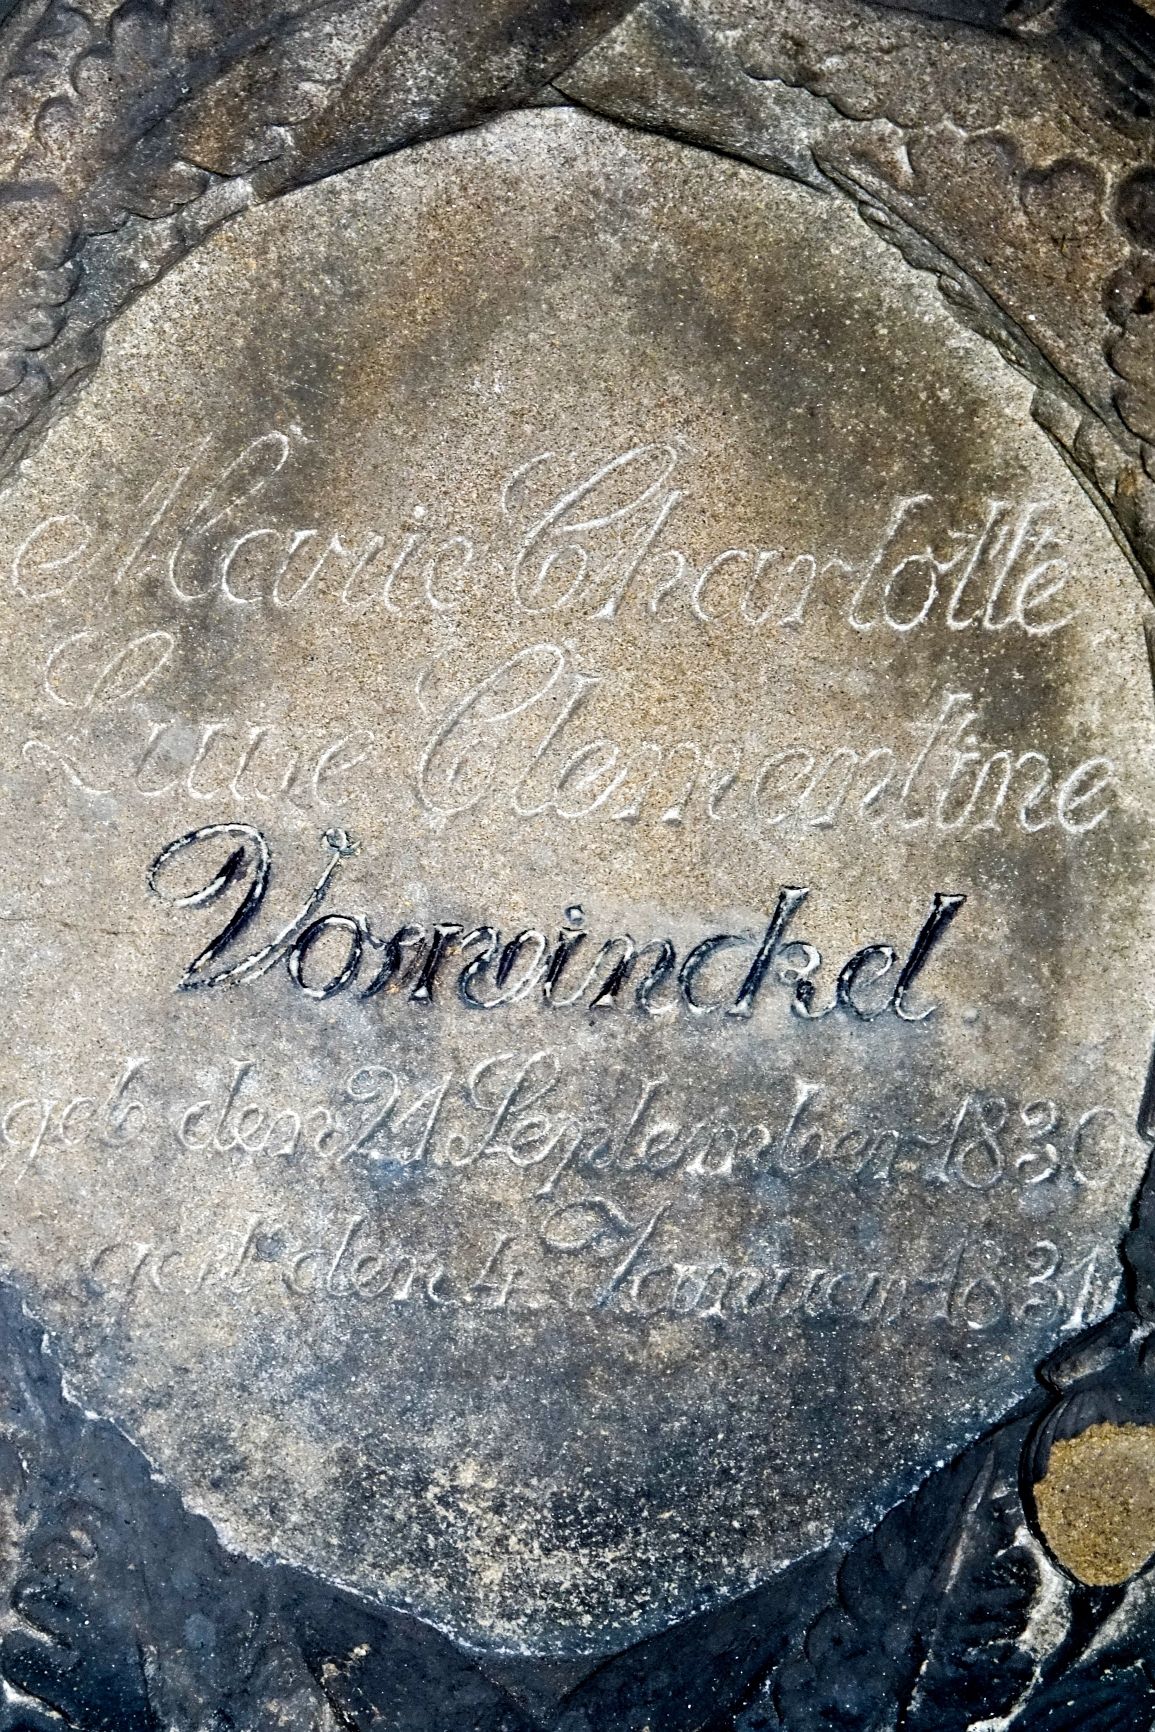 Marie Charlotte
Luise Clementine
Vorwinckel.
geb den 21 September 1830
gest den 4 Januar 1831